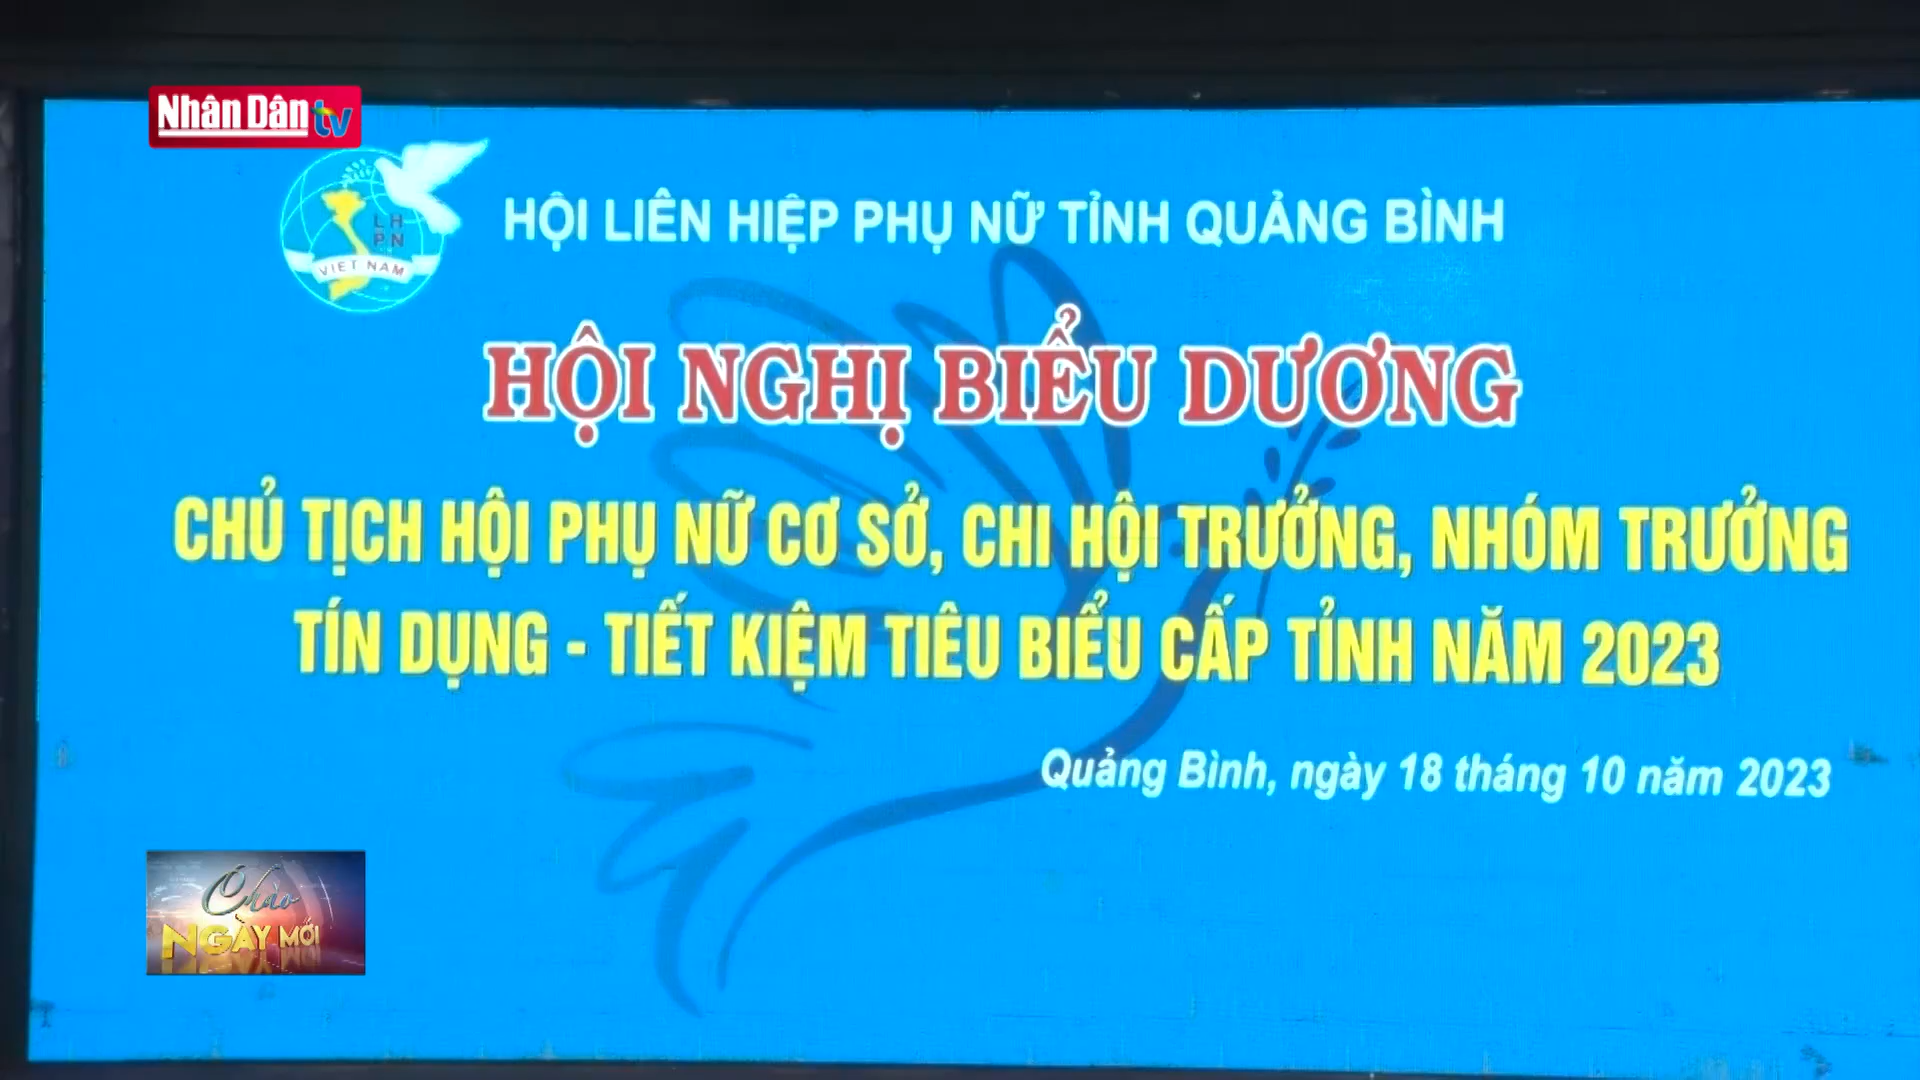 Nhân Dân tv
L H
P N
VIET NAM
HỘI LIÊN HIỆP PHỤ NỮ TỈNH QUẢNG BÌNH
HỘI NGHỊ BIỂU DƯƠNG
CHỦ TỊCH HỘI PHỤ NỮ CƠ SỞ, CHI HỘI TRƯỞNG, NHÓM TRƯỞNG
TÍN DỤNG - TIẾT KIỆM TIÊU BIỂU CẤP TỈNH NĂM 2023
Quảng Bình, ngày 18 tháng 10 năm 2023
Chào
NGÀY MỚI